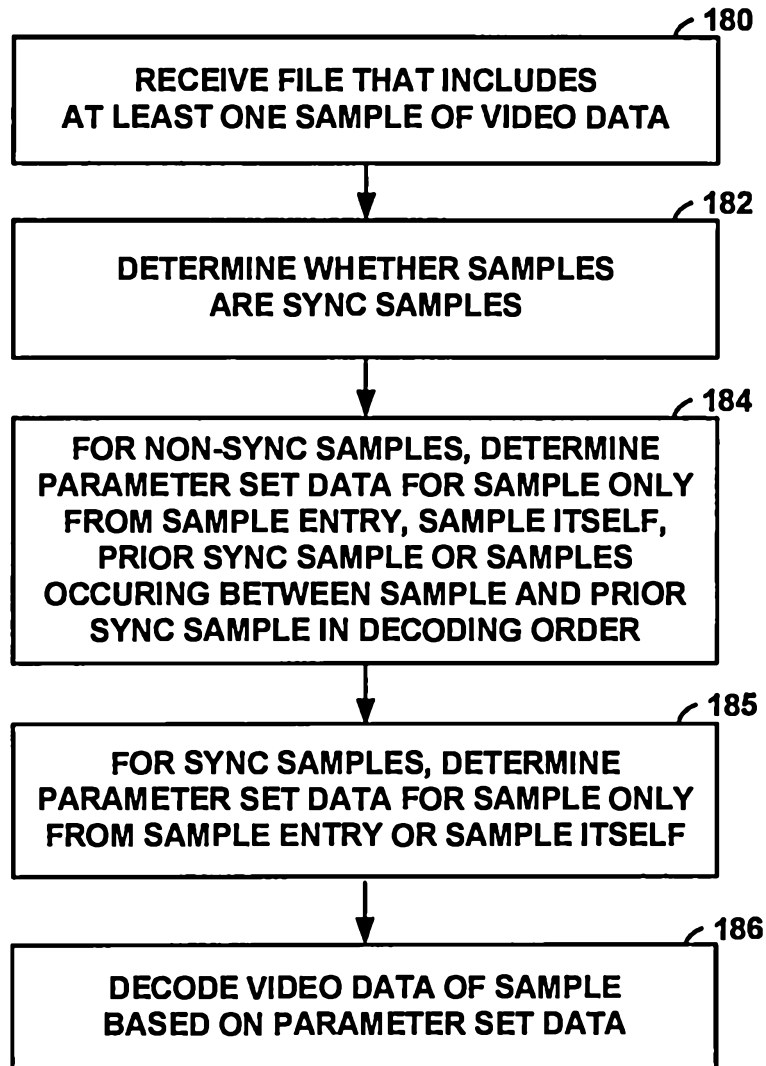 180
RECEIVE FILE THAT INCLUDES
AT LEAST ONE SAMPLE OF VIDEO DATA
182
DETERMINE WHETHER SAMPLES
ARE SYNC SAMPLES
184
FOR NON-SYNC SAMPLES, DETERMINE
PARAMETER SET DATA FOR SAMPLE ONLY
FROM SAMPLE ENTRY, SAMPLE ITSELF,
PRIOR SYNC SAMPLE OR SAMPLES
OCCURING BETWEEN SAMPLE AND PRIOR
SYNC SAMPLE IN DECODING ORDER
185
FOR SYNC SAMPLES, DETERMINE
PARAMETER SET DATA FOR SAMPLE ONLY
FROM SAMPLE ENTRY OR SAMPLE ITSELF
186
DECODE VIDEO DATA OF SAMPLE
BASED ON PARAMETER SET DATA